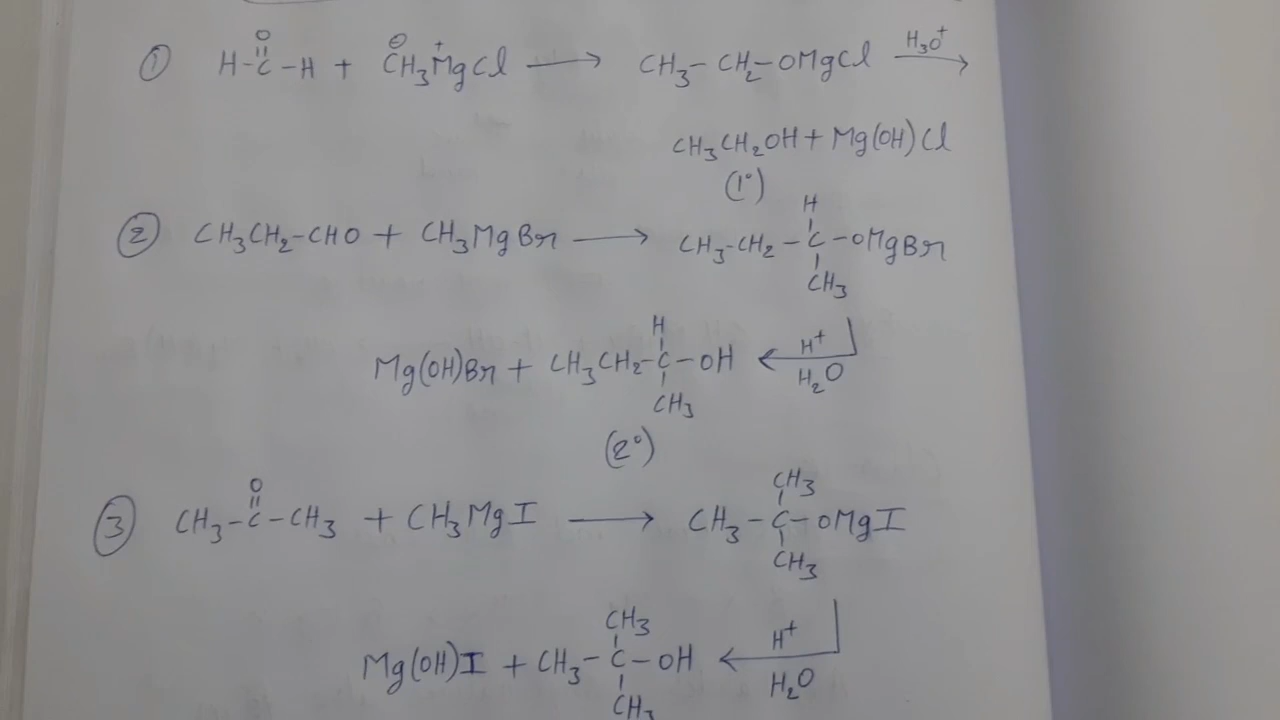 ① H-C-H + CH₃MgCl ⟶ CH₃-CH₂-OMgCl H₃O⁺⟶
O
⊖ +
CH₃CH₂OH + Mg(OH)Cl
(1°)
H
② CH₃CH₂-CHO + CH₃MgBr ⟶ CH₃-CH₂-C-OMgBr
CH₃
H
Mg(OH)Br + CH₃CH₂-C-OH ⟵ H⁺ H₂O
CH₃
(2°)
O CH₃
③ CH₃-C-CH₃ + CH₃MgI ⟶ CH₃-C-OMgI
CH₃
CH₃
Mg(OH)I + CH₃-C-OH ⟵ H⁺ H₂O
CH₃